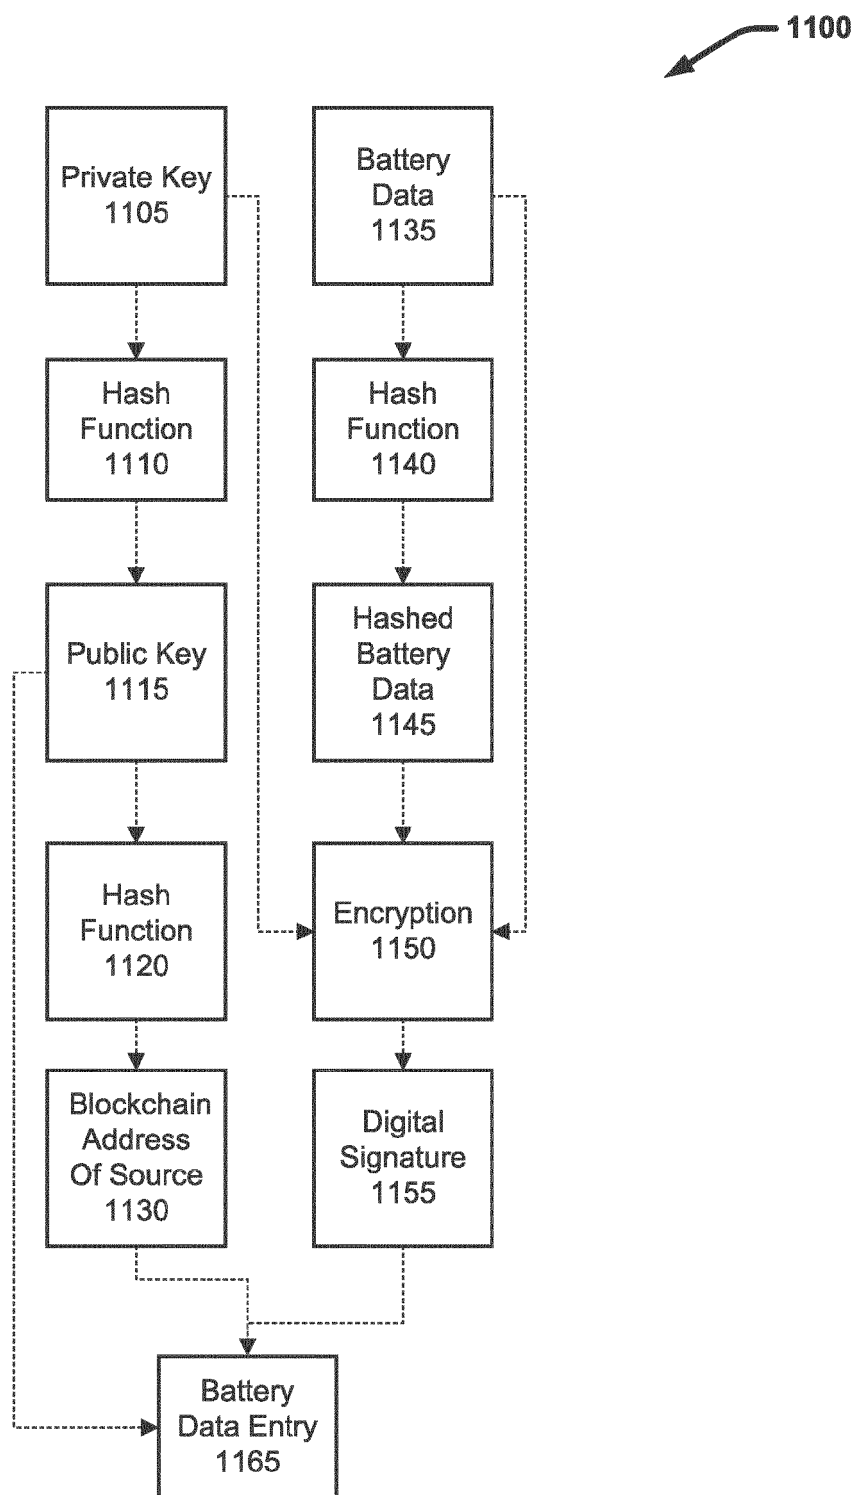 1100
Private Key
1105
Battery
Data
1135
Hash
Function
1110
Hash
Function
1140
Public Key
1115
Hashed
Battery
Data
1145
Hash
Function
1120
Encryption
1150
Blockchain
Address
Of Source
1130
Digital
Signature
1155
Battery
Data Entry
1165